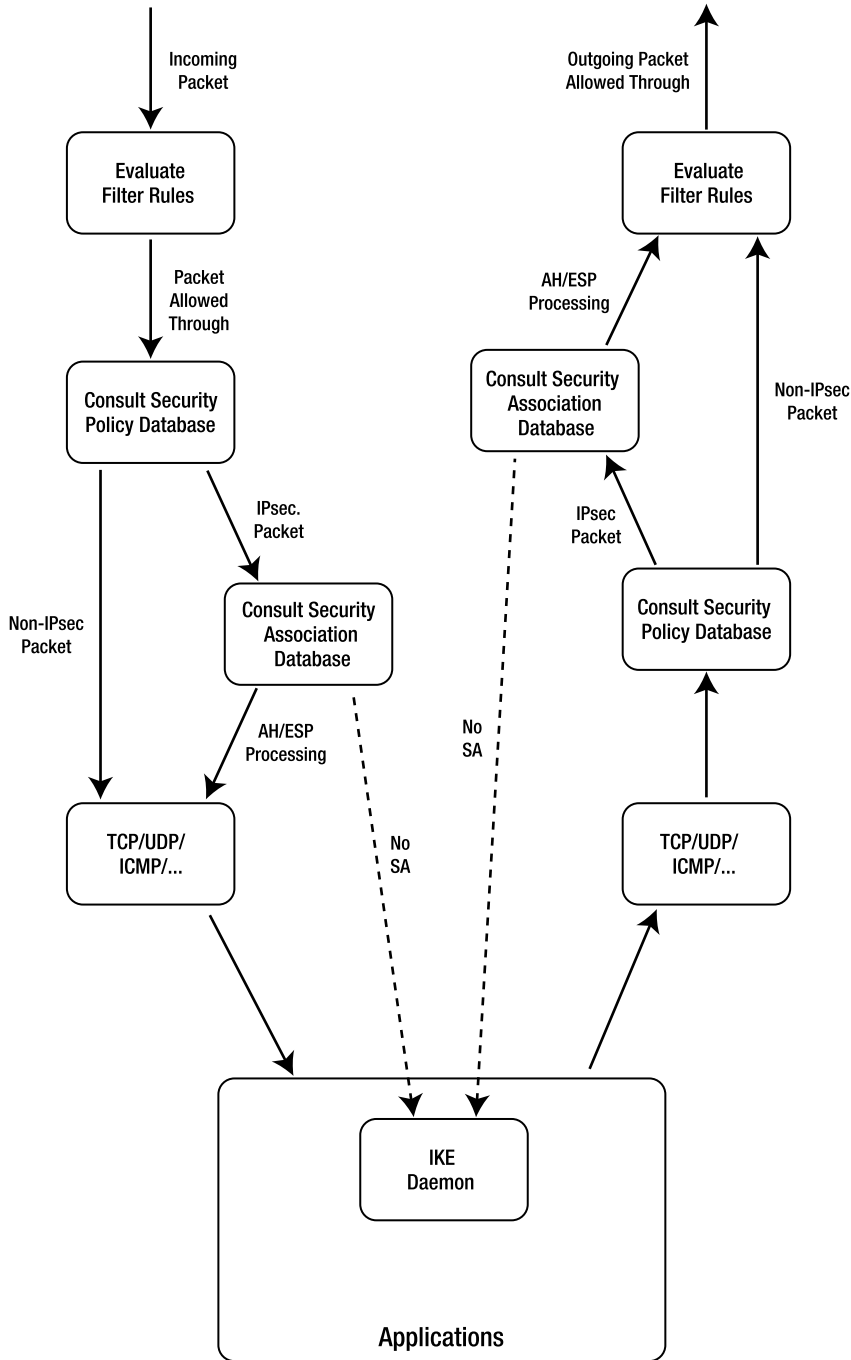 Incoming
Packet
Evaluate
Filter Rules
Packet
Allowed
Through
Consult Security
Policy Database
IPsec.
Packet
Non-IPsec
Packet
Consult Security
Association
Database
AH/ESP
Processing
No
SA
TCP/UDP/
ICMP/...
Outgoing Packet
Allowed Through
Evaluate
Filter Rules
AH/ESP
Processing
Consult Security
Association
Database
Non-IPsec
Packet
IPsec
Packet
Consult Security
Policy Database
No
SA
TCP/UDP/
ICMP/...
IKE
Daemon
Applications